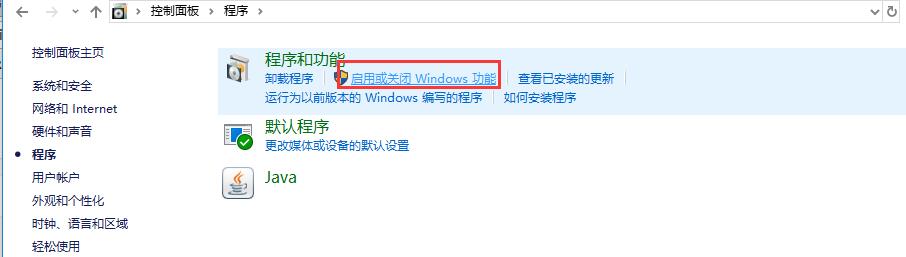 控制面板 程序
控制面板主页
系统和安全
网络和 Internet
硬件和声音
程序
用户帐户
外观和个性化
时钟、语言和区域
轻松使用
程序和功能
卸载程序 启用或关闭 Windows 功能 查看已安装的更新
运行为以前版本的 Windows 编写的程序 如何安装程序
默认程序
更改媒体或设备的默认设置
Java